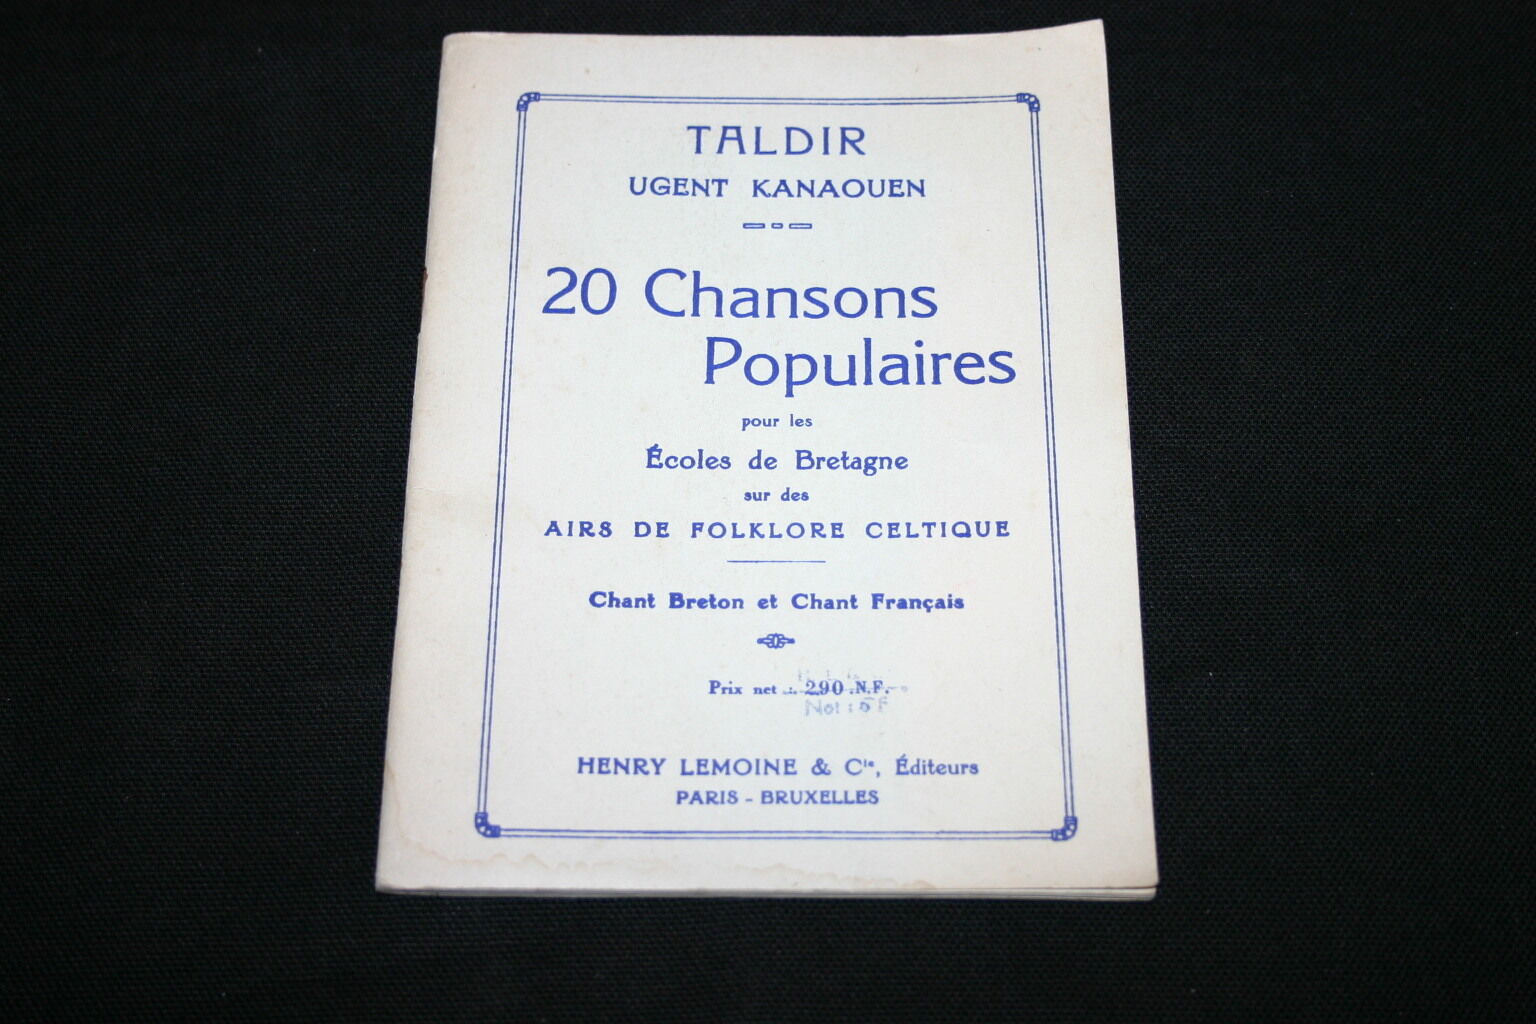 TALDIR
UGENT KANAOUEN
20 Chansons
Populaires
pour les
Écoles de Bretagne
sur des
AIRS DE FOLKLORE CELTIQUE
Chant Breton et Chant Français
Prix net : 290 N.F.
Net : 5 F
HENRY LEMOINE & Cie, Éditeurs
PARIS - BRUXELLES